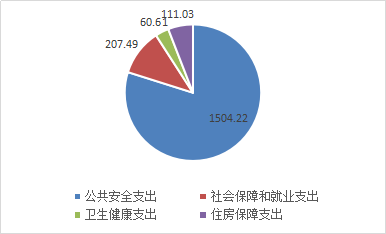 111.03
60.61
207.49
1504.22
公共安全支出 社会保障和就业支出
卫生健康支出 住房保障支出